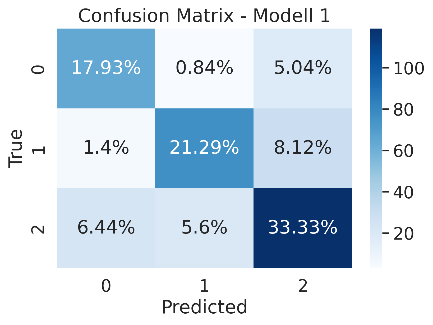 Confusion Matrix - Modell 1
0 17.93% 0.84% 5.04%
1 1.4% 21.29% 8.12%
2 6.44% 5.6% 33.33%
0 1 2
Predicted
True
100
80
60
40
20